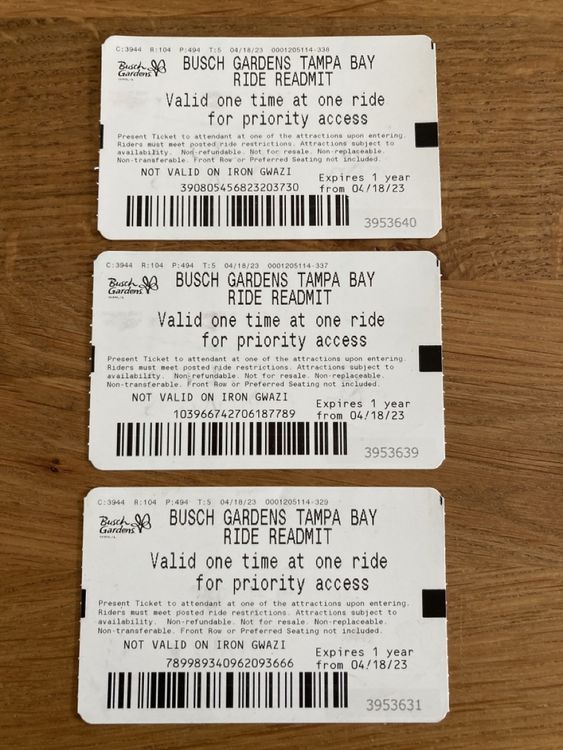 C:3944 R:104 P:494 T:5 04/18/23 0001205114-338
Busch Gardens
BUSCH GARDENS TAMPA BAY
RIDE READMIT
Valid one time at one ride
for priority access
Present Ticket to attendant at one of the attractions upon entering.
Riders must meet posted ride restrictions. Attractions subject to
availability. Non-refundable. Not for resale. Non-replaceable.
Non-transferable. Front Row or Preferred Seating not included.
NOT VALID ON IRON GWAZI
Expires 1 year
390805456823203730 from 04/18/23
3953640
C:3944 R:104 P:494 T:5 04/18/23 0001205114-337
Busch Gardens
BUSCH GARDENS TAMPA BAY
RIDE READMIT
Valid one time at one ride
for priority access
Present Ticket to attendant at one of the attractions upon entering.
Riders must meet posted ride restrictions. Attractions subject to
availability. Non-refundable. Not for resale. Non-replaceable.
Non-transferable. Front Row or Preferred Seating not included.
NOT VALID ON IRON GWAZI
Expires 1 year
103966742706187789 from 04/18/23
3953639
C:3944 R:104 P:494 T:5 04/18/23 0001205114-329
Busch Gardens
BUSCH GARDENS TAMPA BAY
RIDE READMIT
Valid one time at one ride
for priority access
Present Ticket to attendant at one of the attractions upon entering.
Riders must meet posted ride restrictions. Attractions subject to
availability. Non-refundable. Not for resale. Non-replaceable.
Non-transferable. Front Row or Preferred Seating not included.
NOT VALID ON IRON GWAZI
Expires 1 year
789989340962093666 from 04/18/23
3953631